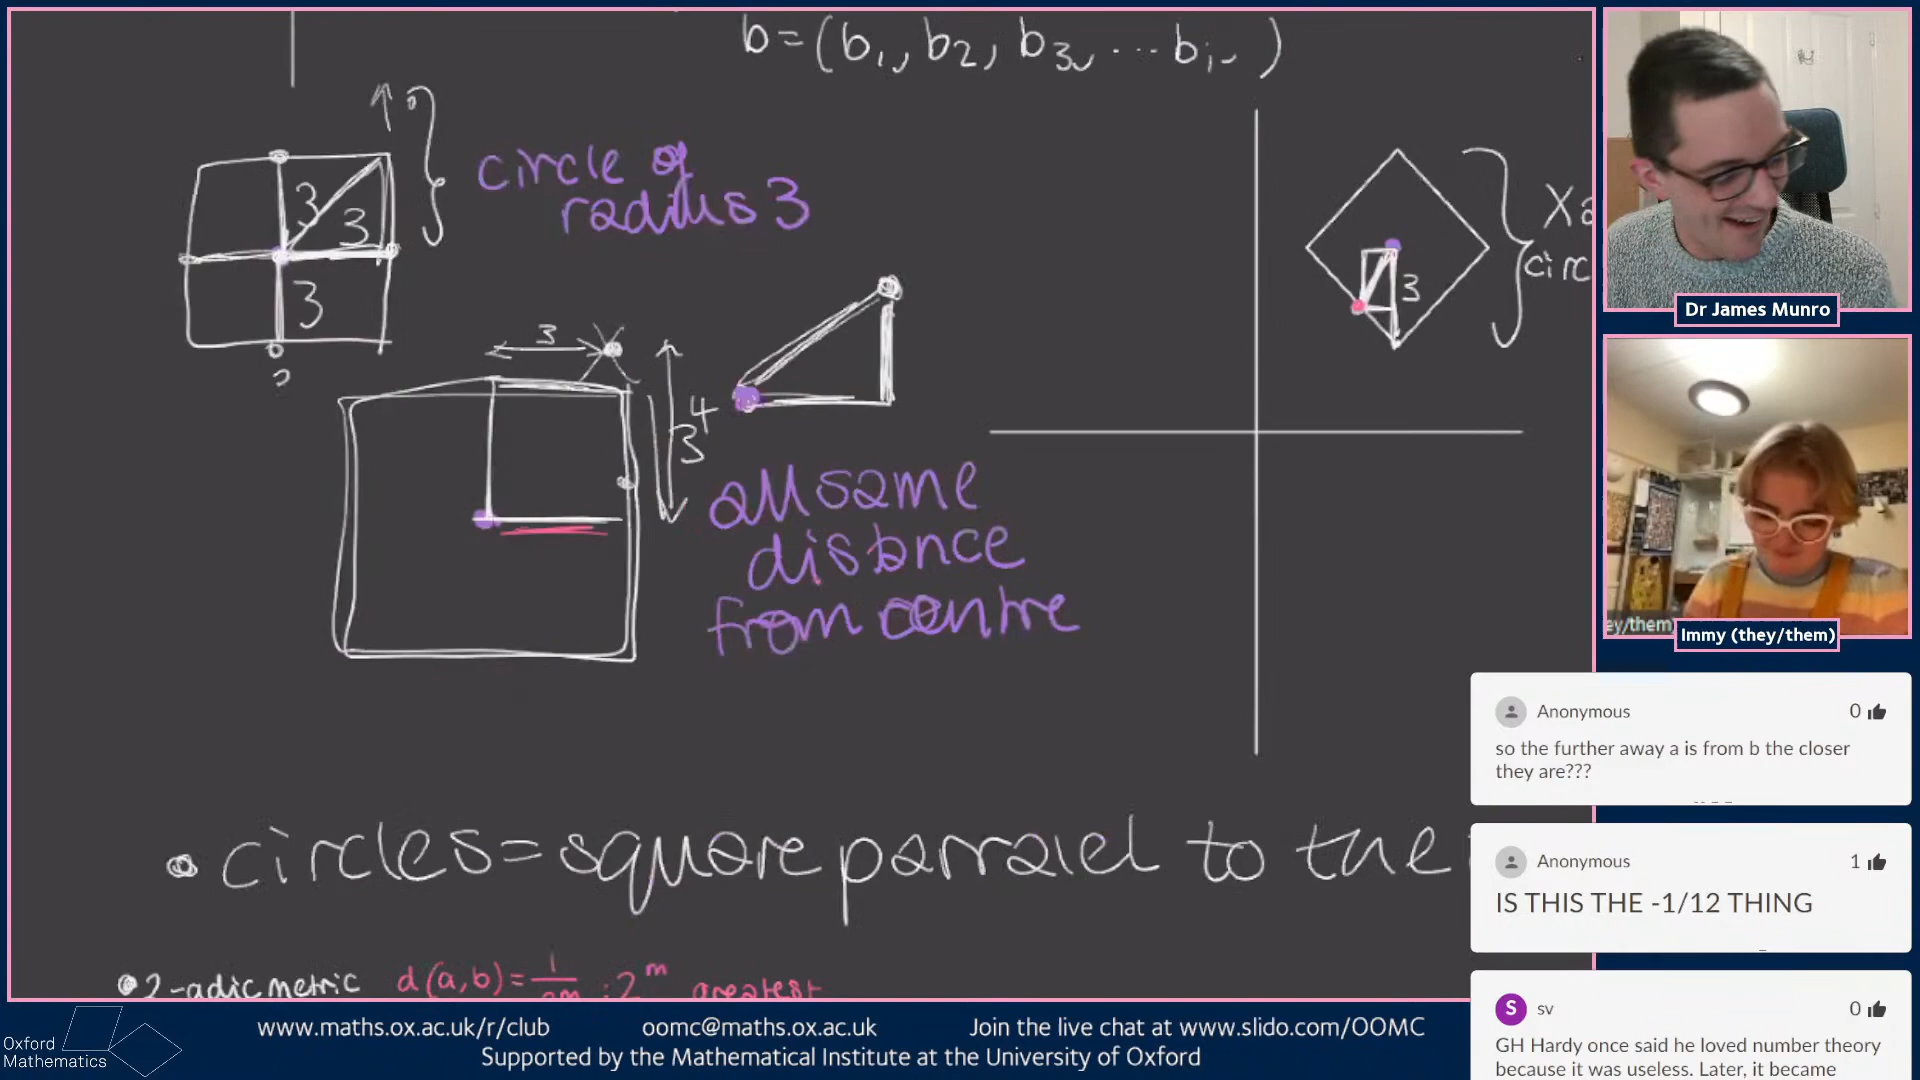 b=(b1, b2, b3, ... bi, )
circle of
radius 3
3
3
3
3
4
3
all same
distance
from centre
3
circ
• circles = square parralel to the
• 2-adic metric d(a,b)=1/2m : 2m greatest
Dr James Munro
ey/them)
Immy (they/them)
Anonymous
0
so the further away a is from b the closer
they are???
Anonymous
1
IS THIS THE -1/12 THING
S sv
0
GH Hardy once said he loved number theory
because it was useless. Later, it became
Oxford
Mathematics
www.maths.ox.ac.uk/r/club oomc@maths.ox.ac.uk Join the live chat at www.slido.com/OOMC
Supported by the Mathematical Institute at the University of Oxford